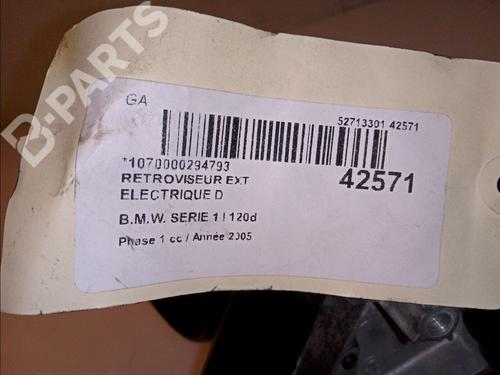 B-PARTS
GA
52713301 42571
*1070000294793
RETROVISEUR EXT
42571
ELECTRIQUE D
B.M.W. SERIE 1 I 120d
Phase 1 cc / Année 2005